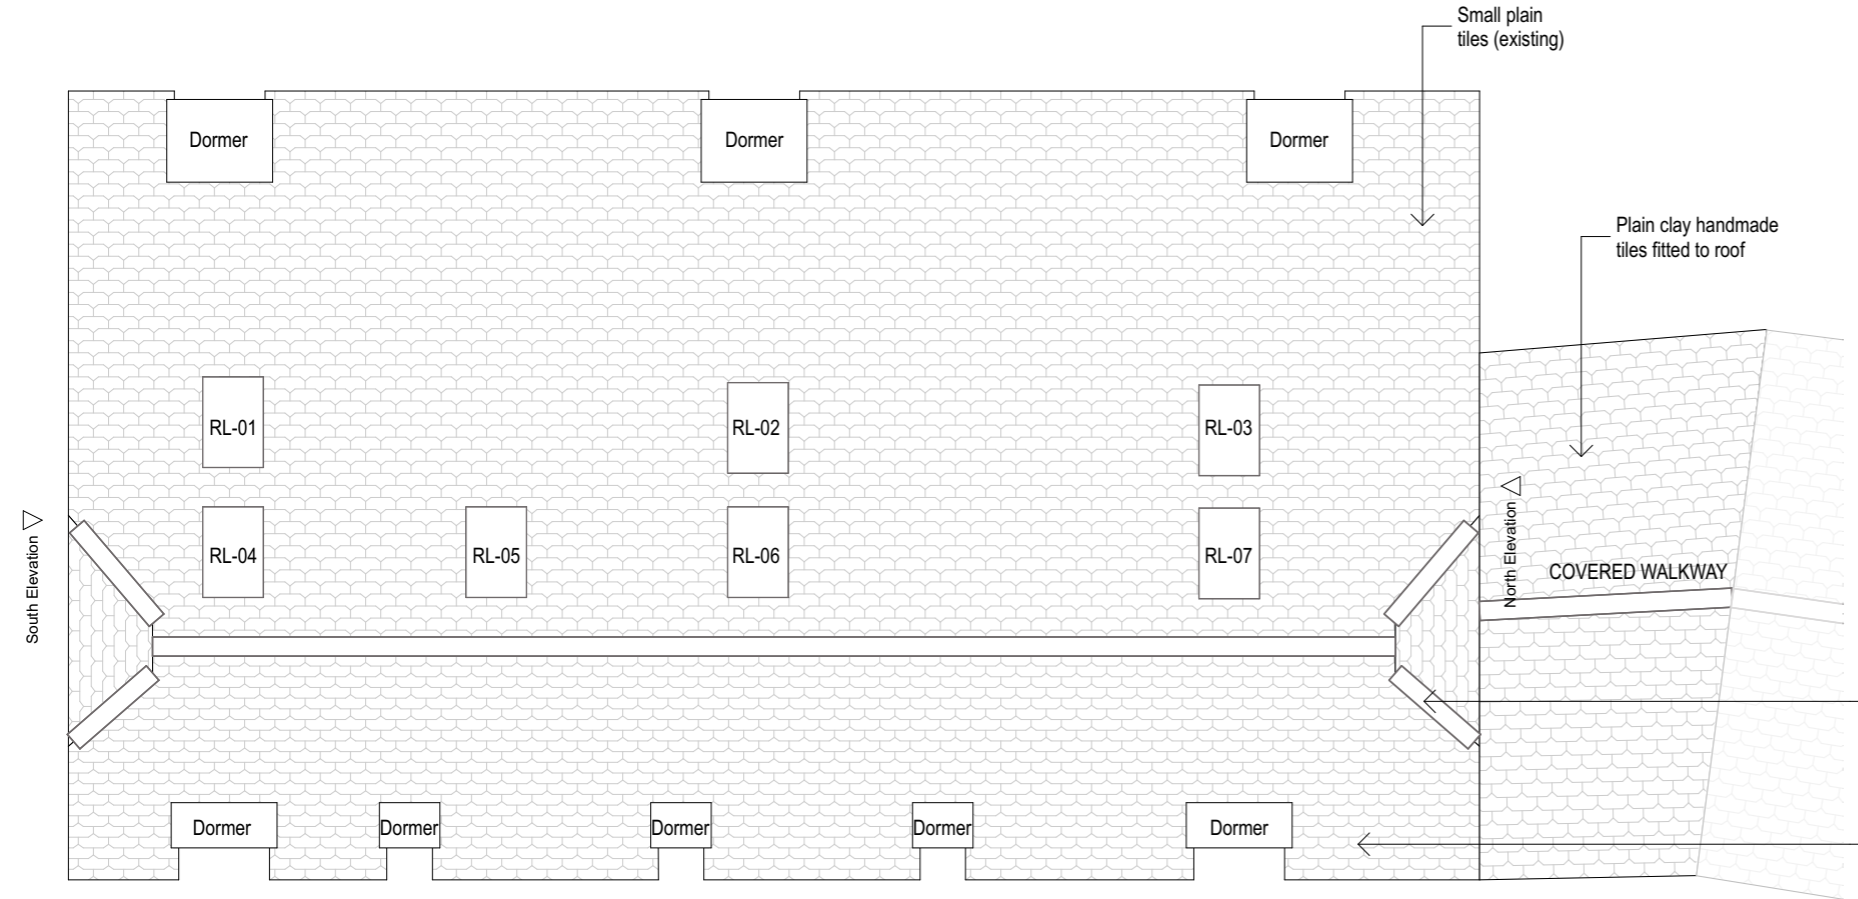 Small plain
tiles (existing)
Dormer
Dormer
Dormer
Plain clay handmade
tiles fitted to roof
RL-01
RL-02
RL-03
South Elevation
RL-04
RL-05
RL-06
RL-07
North Elevation
COVERED WALKWAY
Dormer
Dormer
Dormer
Dormer
Dormer